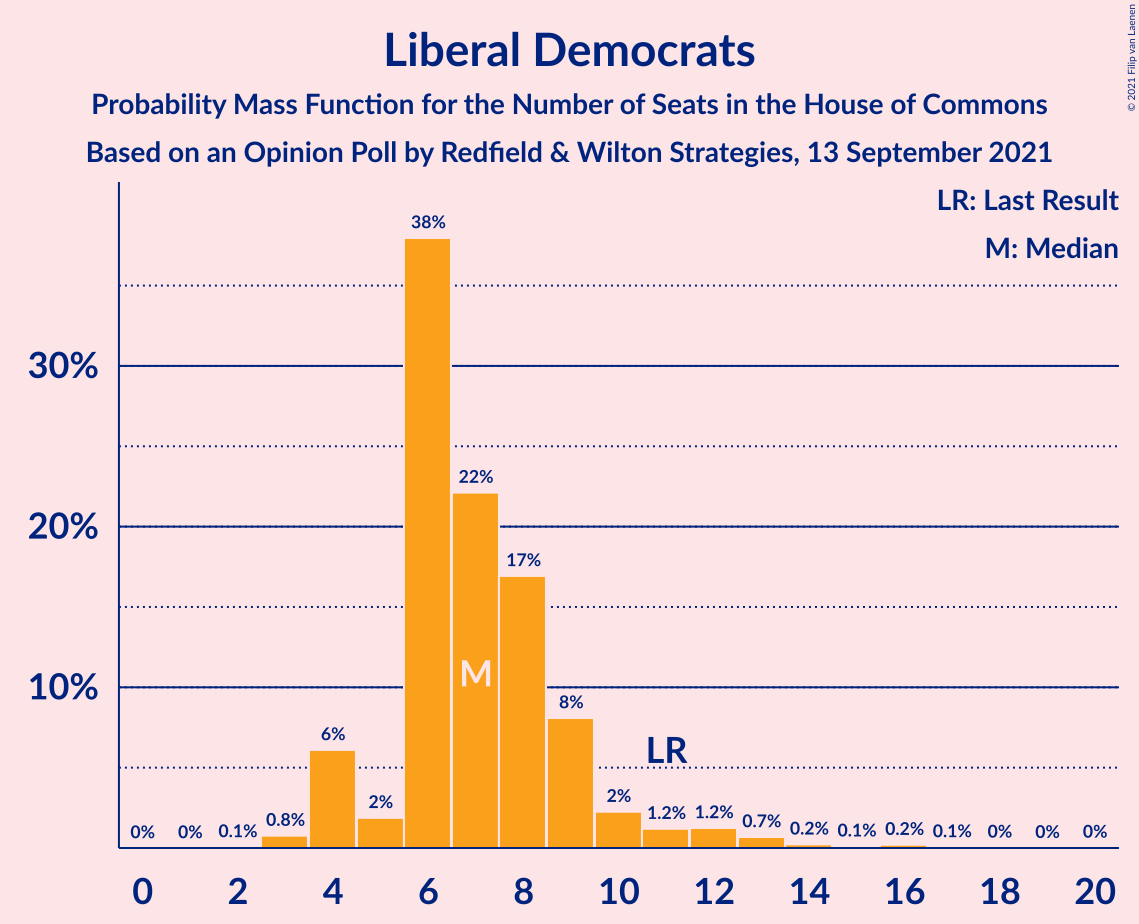 © 2021 Filip van Laenen
Liberal Democrats
Probability Mass Function for the Number of Seats in the House of Commons
Based on an Opinion Poll by Redfield & Wilton Strategies, 13 September 2021
LR: Last Result
M: Median
38%
30%
22%
20%
17%
M
10%
8%
6%
LR
2%
2%
1.2%
1.2%
0.8%
0.7%
0%
0%
0.1%
0.2%
0.1%
0.2%
0.1%
0%
0%
0%
0 2 4 6 8 10 12 14 16 18 20